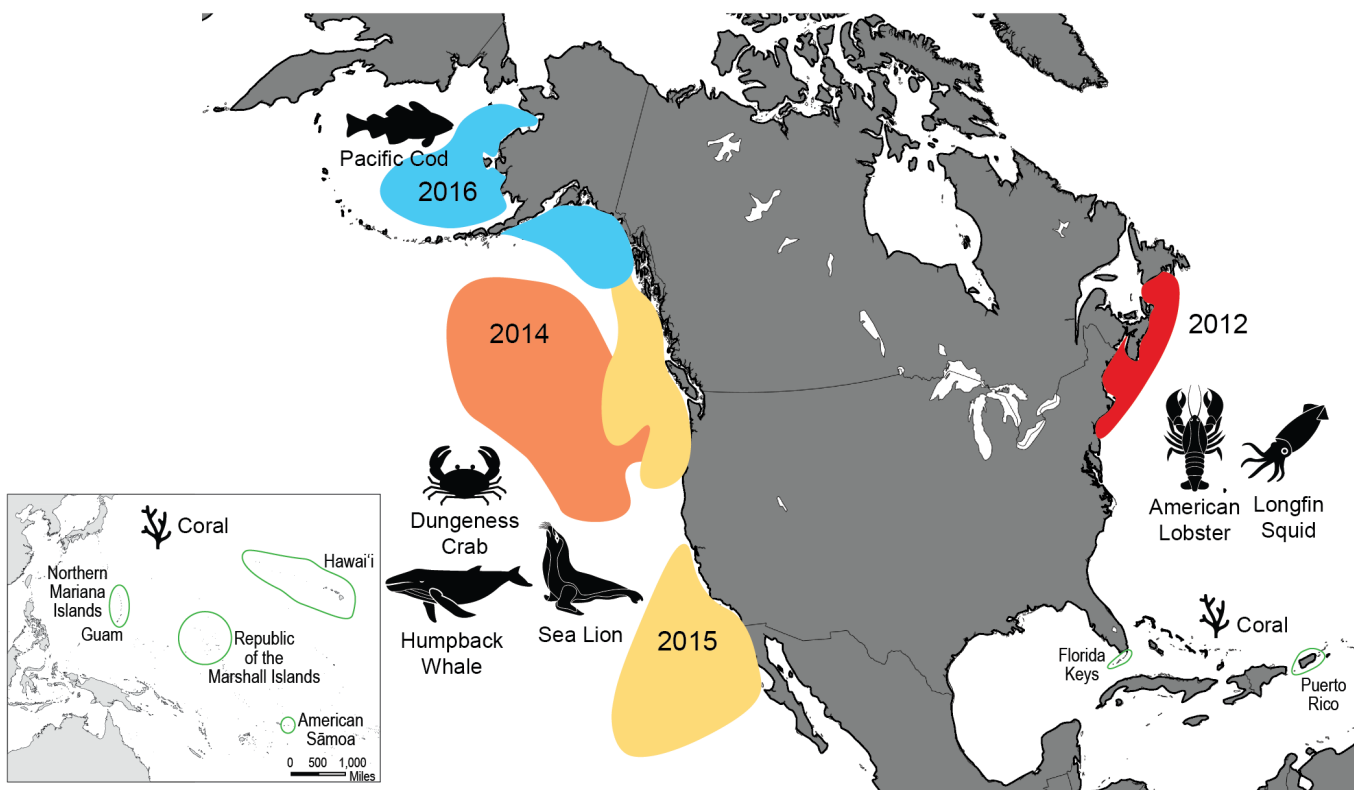 Pacific Cod
2016
2014
2012
Dungeness
Crab
Humpback
Whale
Sea Lion
2015
American
Lobster
Longfin
Squid
Coral
Florida
Keys
Puerto
Rico
Coral
Hawaiʻi
Northern
Mariana
Islands
Guam
Republic
of the
Marshall Islands
American
Sāmoa
0 500 1,000
Miles